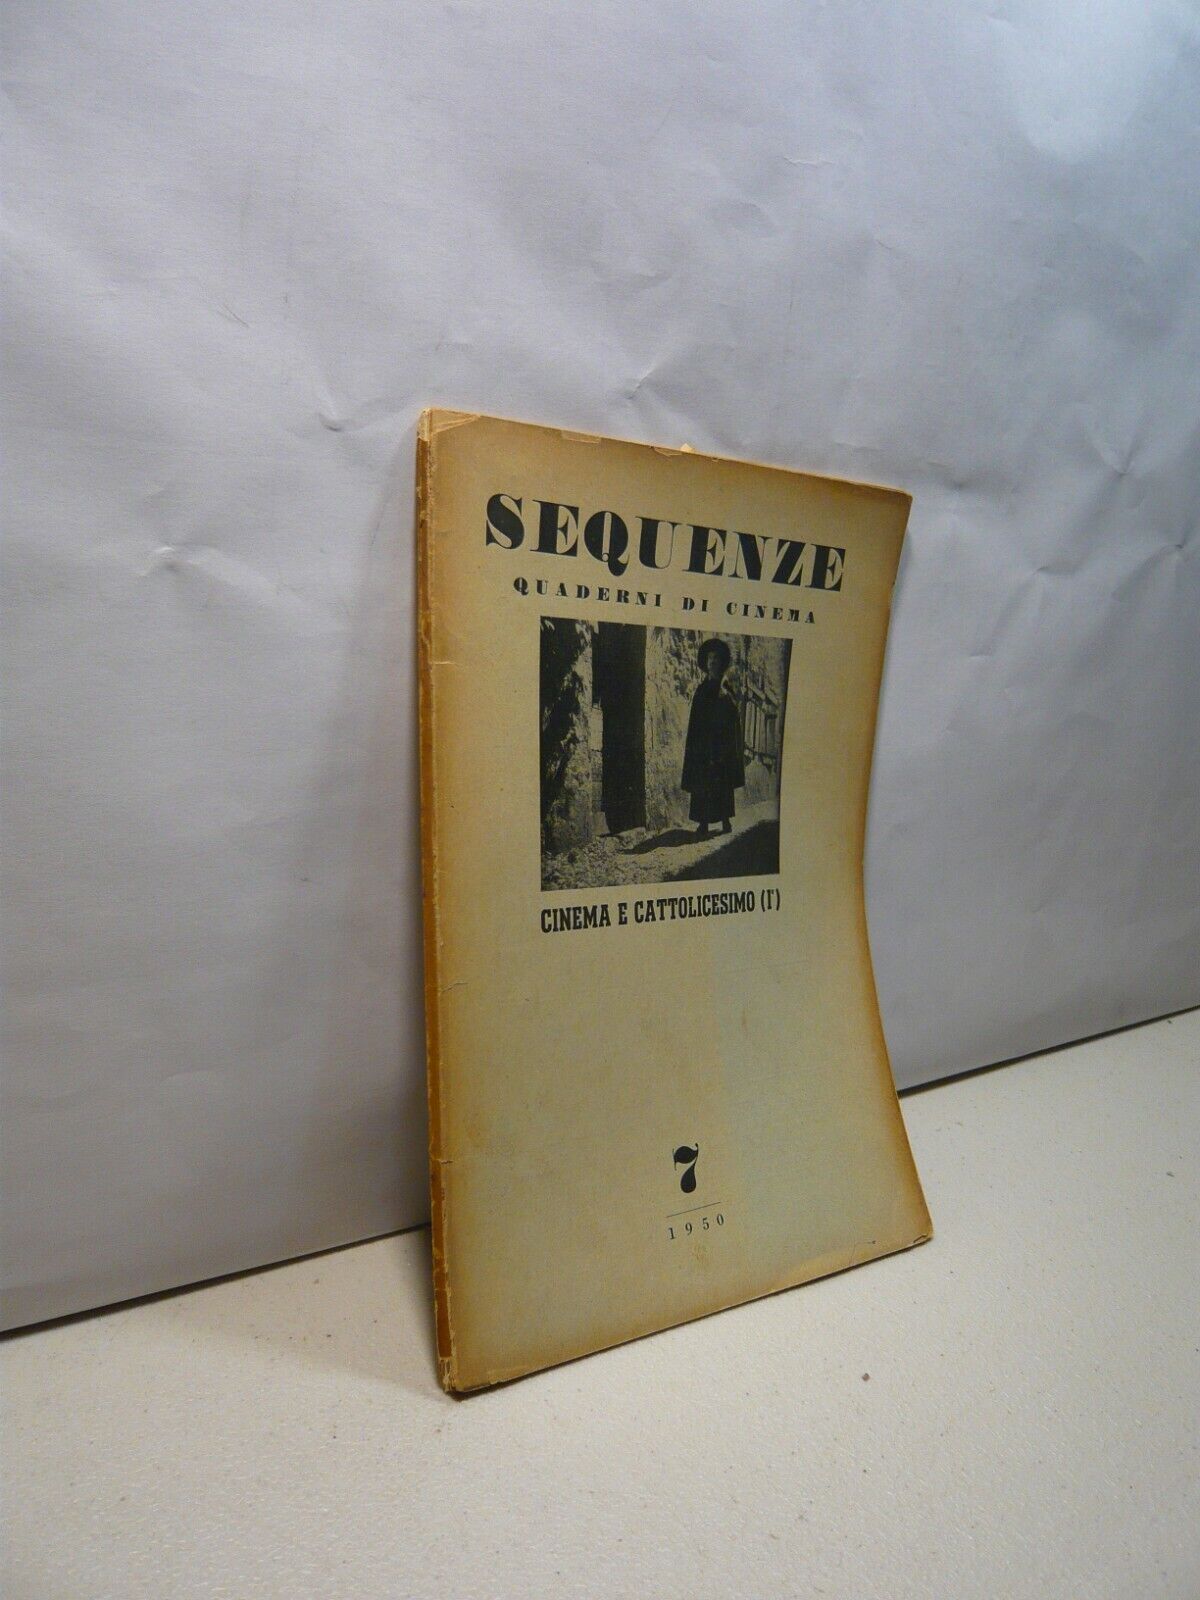 SEQUENZE
QUADERNI DI CINEMA
CINEMA E CATTOLICESIMO (I°)
7
1950